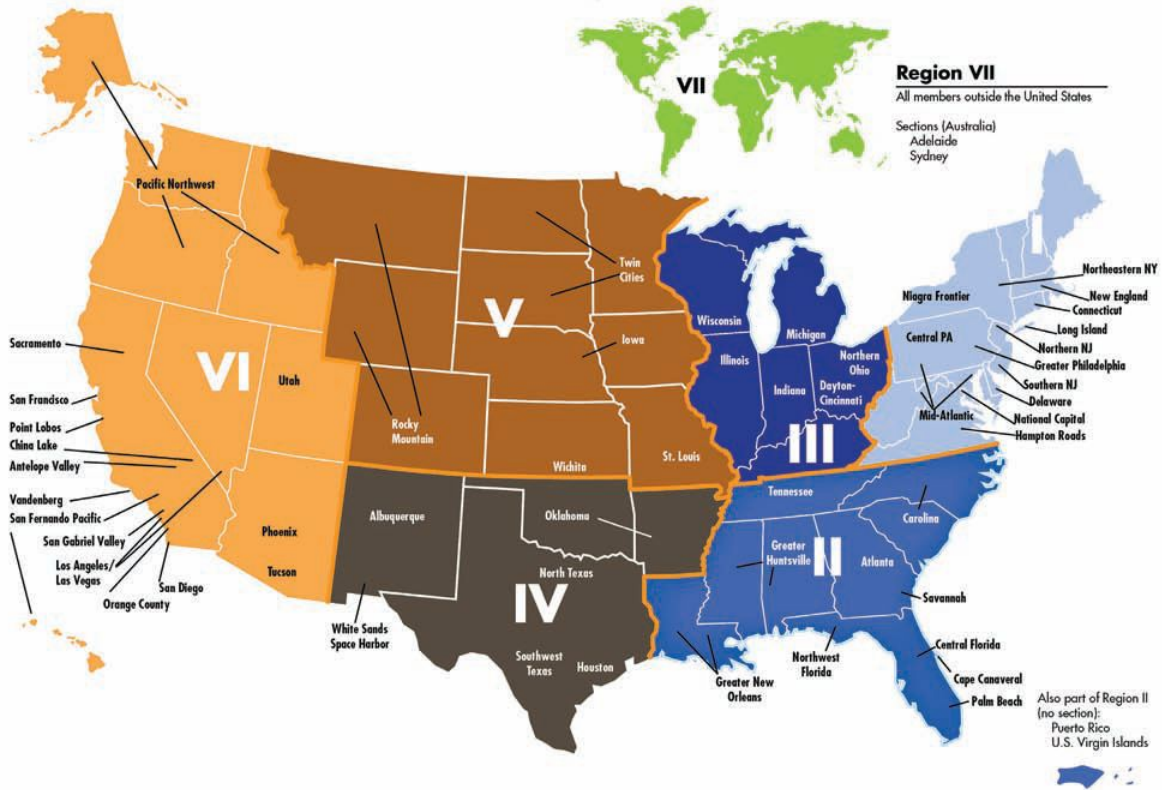 VII
Region VII
All members outside the United States
Sections (Australia)
Adelaide
Sydney
Pacific Northwest
Sacramento
San Francisco
Point Lobos
China Lake
Antelope Valley
Vandenberg
San Fernando Pacific
San Gabriel Valley
Los Angeles/
Las Vegas
Orange County
San Diego
VI
Utah
Phoenix
Tucson
V
Twin
Cities
Iowa
Rocky
Mountain
Wichita
St. Louis
Albuquerque
Oklahoma
North Texas
IV
White Sands
Space Harbor
Southwest
Texas
Houston
Wisconsin
Michigan
Illinois
Indiana
Northern
Ohio
Dayton-
Cincinnati
III
I
Northeastern NY
Niagra Frontier
New England
Connecticut
Long Island
Central PA
Northern NJ
Greater Philadelphia
Southern NJ
Delaware
Mid-Atlantic
National Capital
Hampton Roads
Tennessee
Carolina
Greater
Huntsville
II
Atlanta
Savannah
Greater New
Orleans
Northwest
Florida
Central Florida
Cape Canaveral
Palm Beach
Also part of Region II
(no section):
Puerto Rico
U.S. Virgin Islands